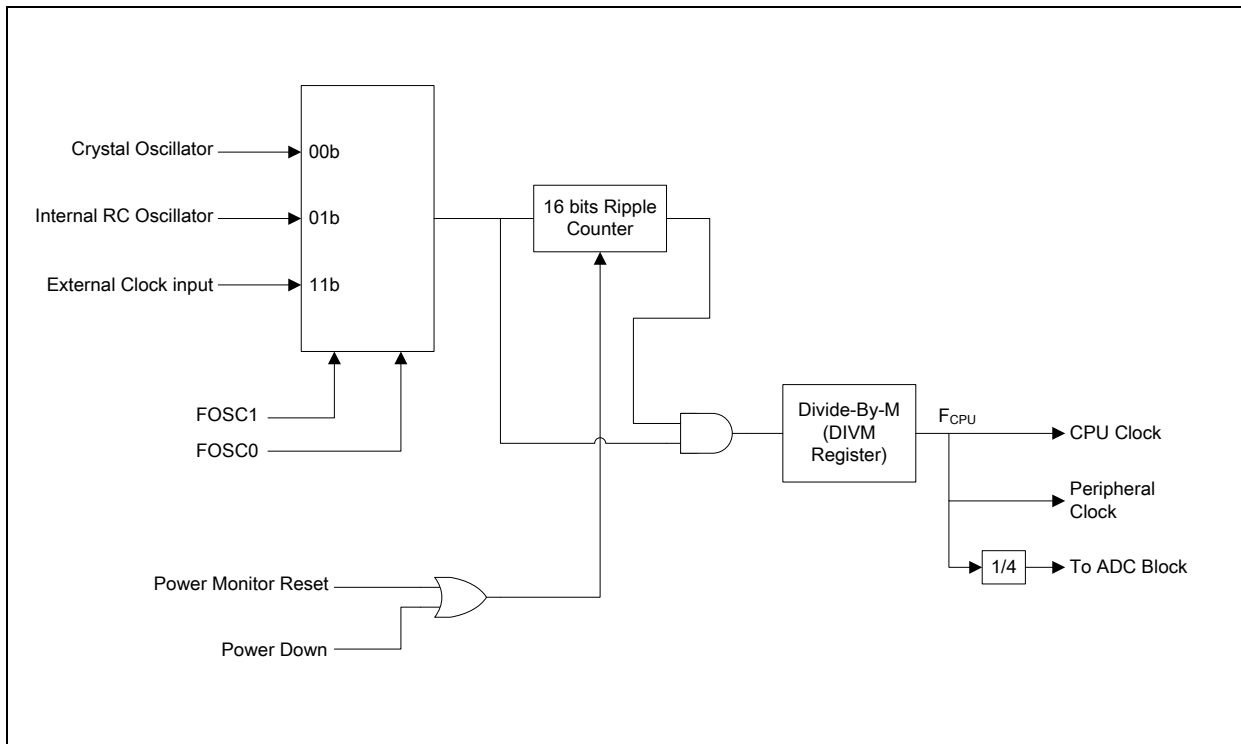 Crystal Oscillator
00b
Internal RC Oscillator
01b
External Clock input
11b
FOSC1
FOSC0
16 bits Ripple
Counter
Divide-By-M
(DIVM
Register)
FCPU
CPU Clock
Peripheral
Clock
1/4
To ADC Block
Power Monitor Reset
Power Down